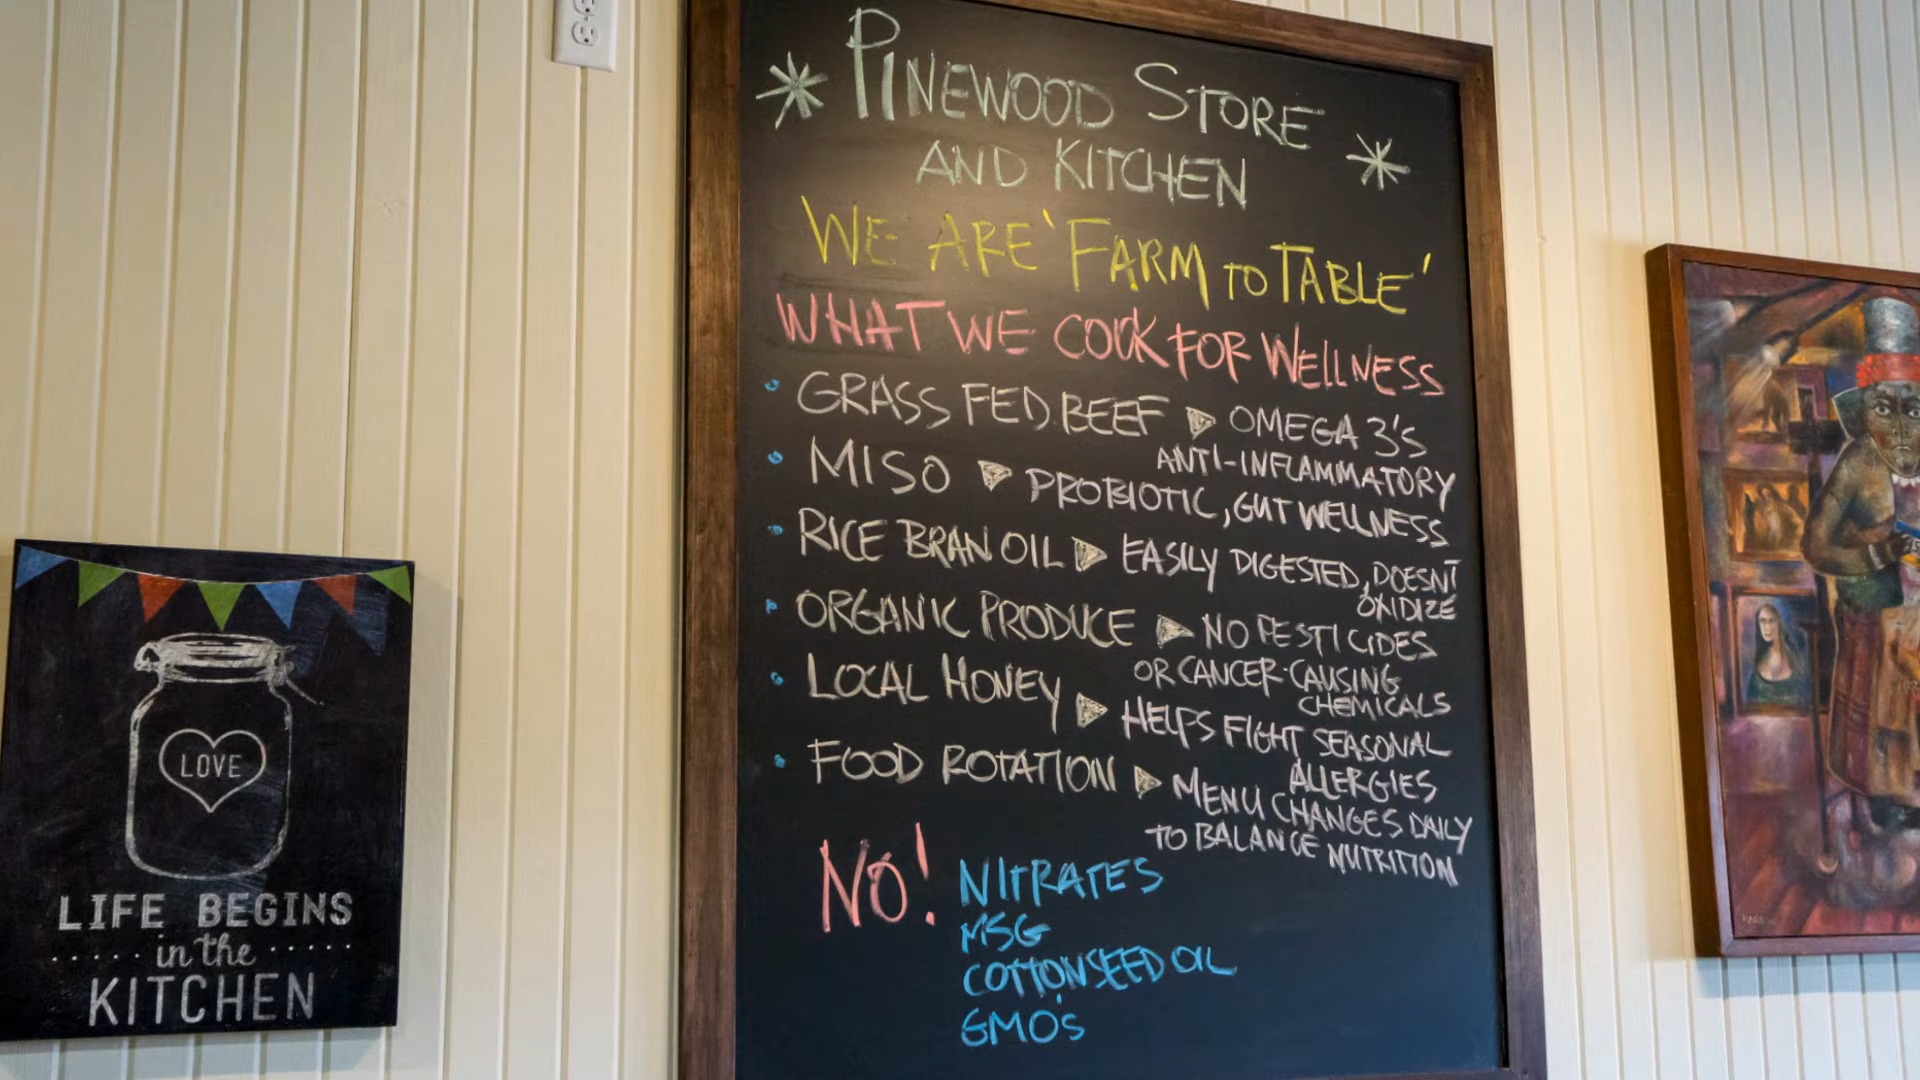 PINEWOOD STORE
AND KITCHEN
WE ARE 'FARM TO TABLE'
WHAT WE COOK FOR WELLNESS
• GRASS FED BEEF ▶ OMEGA 3'S
ANTI-INFLAMMATORY
• MISO ▶ PROBIOTIC, GUT WELLNESS
• RICE BRAN OIL ▶ EASILY DIGESTED, DOESN'T
OXIDIZE
• ORGANIC PRODUCE ▶ NO PESTICIDES
OR CANCER-CAUSING
CHEMICALS
• LOCAL HONEY ▶ HELPS FIGHT SEASONAL
ALLERGIES
• FOOD ROTATION ▶ MENU CHANGES DAILY
TO BALANCE NUTRITION
NO! NITRATES
MSG
COTTONSEED OIL
GMO'S
LOVE
LIFE BEGINS
in the
KITCHEN